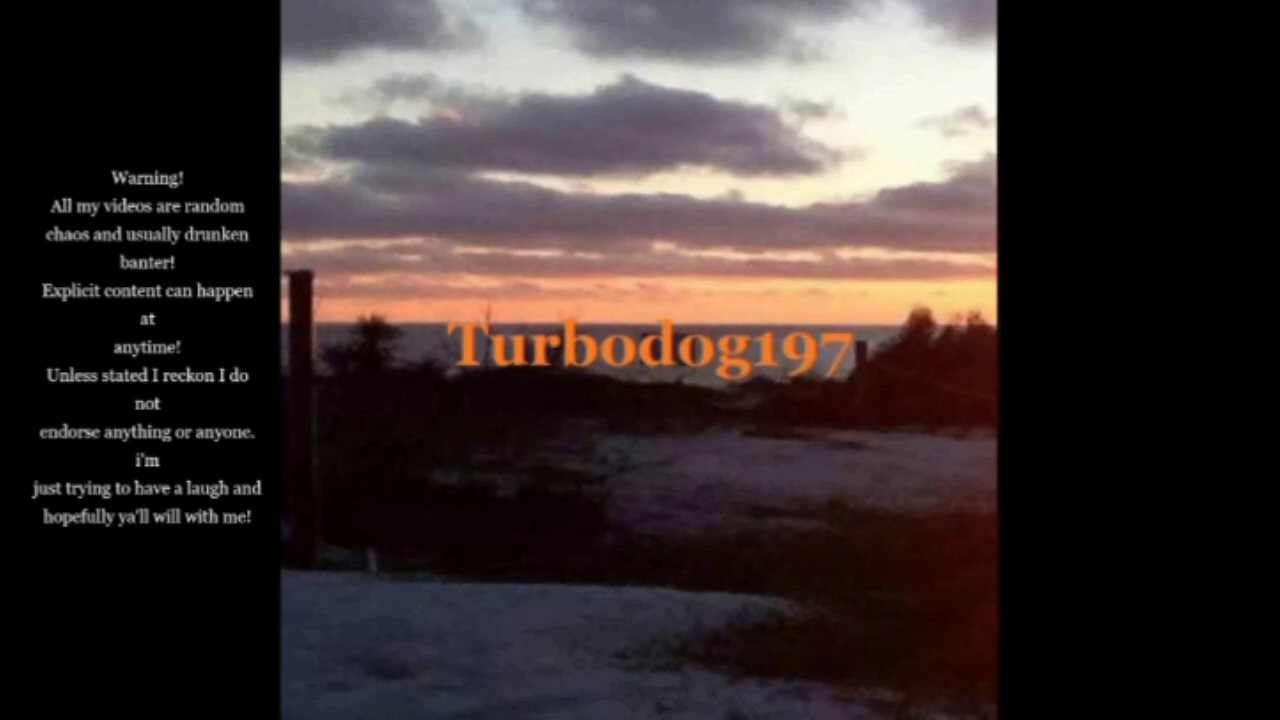 Warning!
All my videos are random
chaos and usually drunken
banter!
Explicit content can happen
at
anytime!
Unless stated I reckon I do
not
endorse anything or anyone.
i'm
just trying to have a laugh and
hopefully ya'll will with me!
Turbodog197